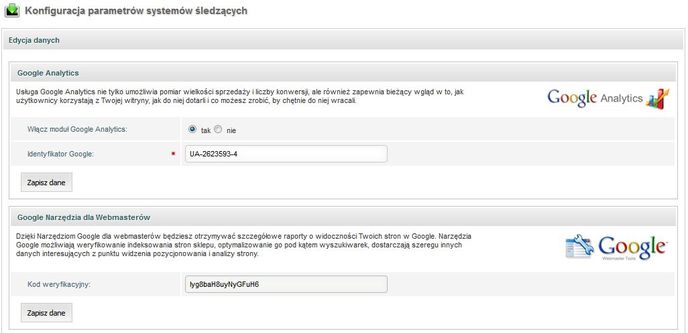 Konfiguracja parametrów systemów śledzących
Edycja danych
Google Analytics
Usługa Google Analytics nie tylko umożliwia pomiar wielkości sprzedaży i liczby konwersji, ale również zapewnia bieżący wgląd w to, jak
użytkownicy korzystają z Twojej witryny, jak do niej dotarli i co możesz zrobić, by chętnie do niej wracali.
Google Analytics
Włącz moduł Google Analytics: tak nie
Identyfikator Google: * UA-2623593-4
Zapisz dane
Google Narzędzia dla Webmasterów
Dzięki Narzędziom Google dla webmasterów będziesz otrzymywać szczegółowe raporty o widoczności Twoich stron w Google. Narzędzia
Google możliwiają weryfikowanie indeksowania stron sklepu, optymalizowanie go pod kątem wyszukiwarek, dostarczają szeregu innych
danych interesujących z punktu widzenia pozycjonowania i analizy strony.
Google
Webmaster Tools
Kod weryfikacyjny: lyg8baH8uyNyGFuH6
Zapisz dane